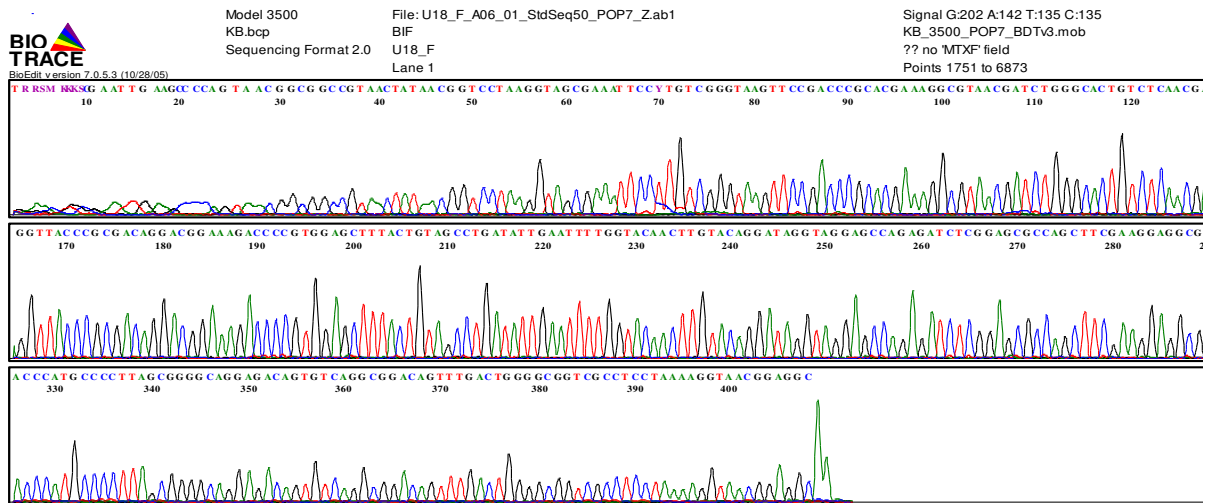 BIO TRACE
BioEdit version 7.0.5.3 (10/28/05)
Model 3500
KB.bcp
Sequencing Format 2.0
File: U18_F_A06_01_StdSeq50_POP7_Z.ab1
BIF
U18_F
Lane 1
Signal G:202 A:142 T:135 C:135
KB_3500_POP7_BDTv3.mob
?? no 'MTXF' field
Points 1751 to 6873
TRRSMKKKSGAATTGAAGCCCCAGTAACGGCGGCCGTAACTATAACGGTCCTAAGGTAGCGAAATTCCYTGTCGGGTAAGTTCCGACCCGCACGAAAGGCGTAACGATCTGGGCACTGTCTCAACGA
10 20 30 40 50 60 70 80 90 100 110 120
GGTTACCCGCGACAGGACGGAAAGACCCCGTGGAGCTTTACTGTAGCCTGATATTGAATTTTGGTACAACTTGTACAGGATAGGTAGGAGCCAGAGATCTCGGAGCGCCAGCTTCGAAGGAGGCG
170 180 190 200 210 220 230 240 250 260 270 280
ACCCATGCCCCTTAGCGGGGCAGGAGACAGTGTCAGGCGGACAGTTTGACTGGGGCGGTCGCCTCCTAAAAGGTAACGGAGGC
330 340 350 360 370 380 390 400